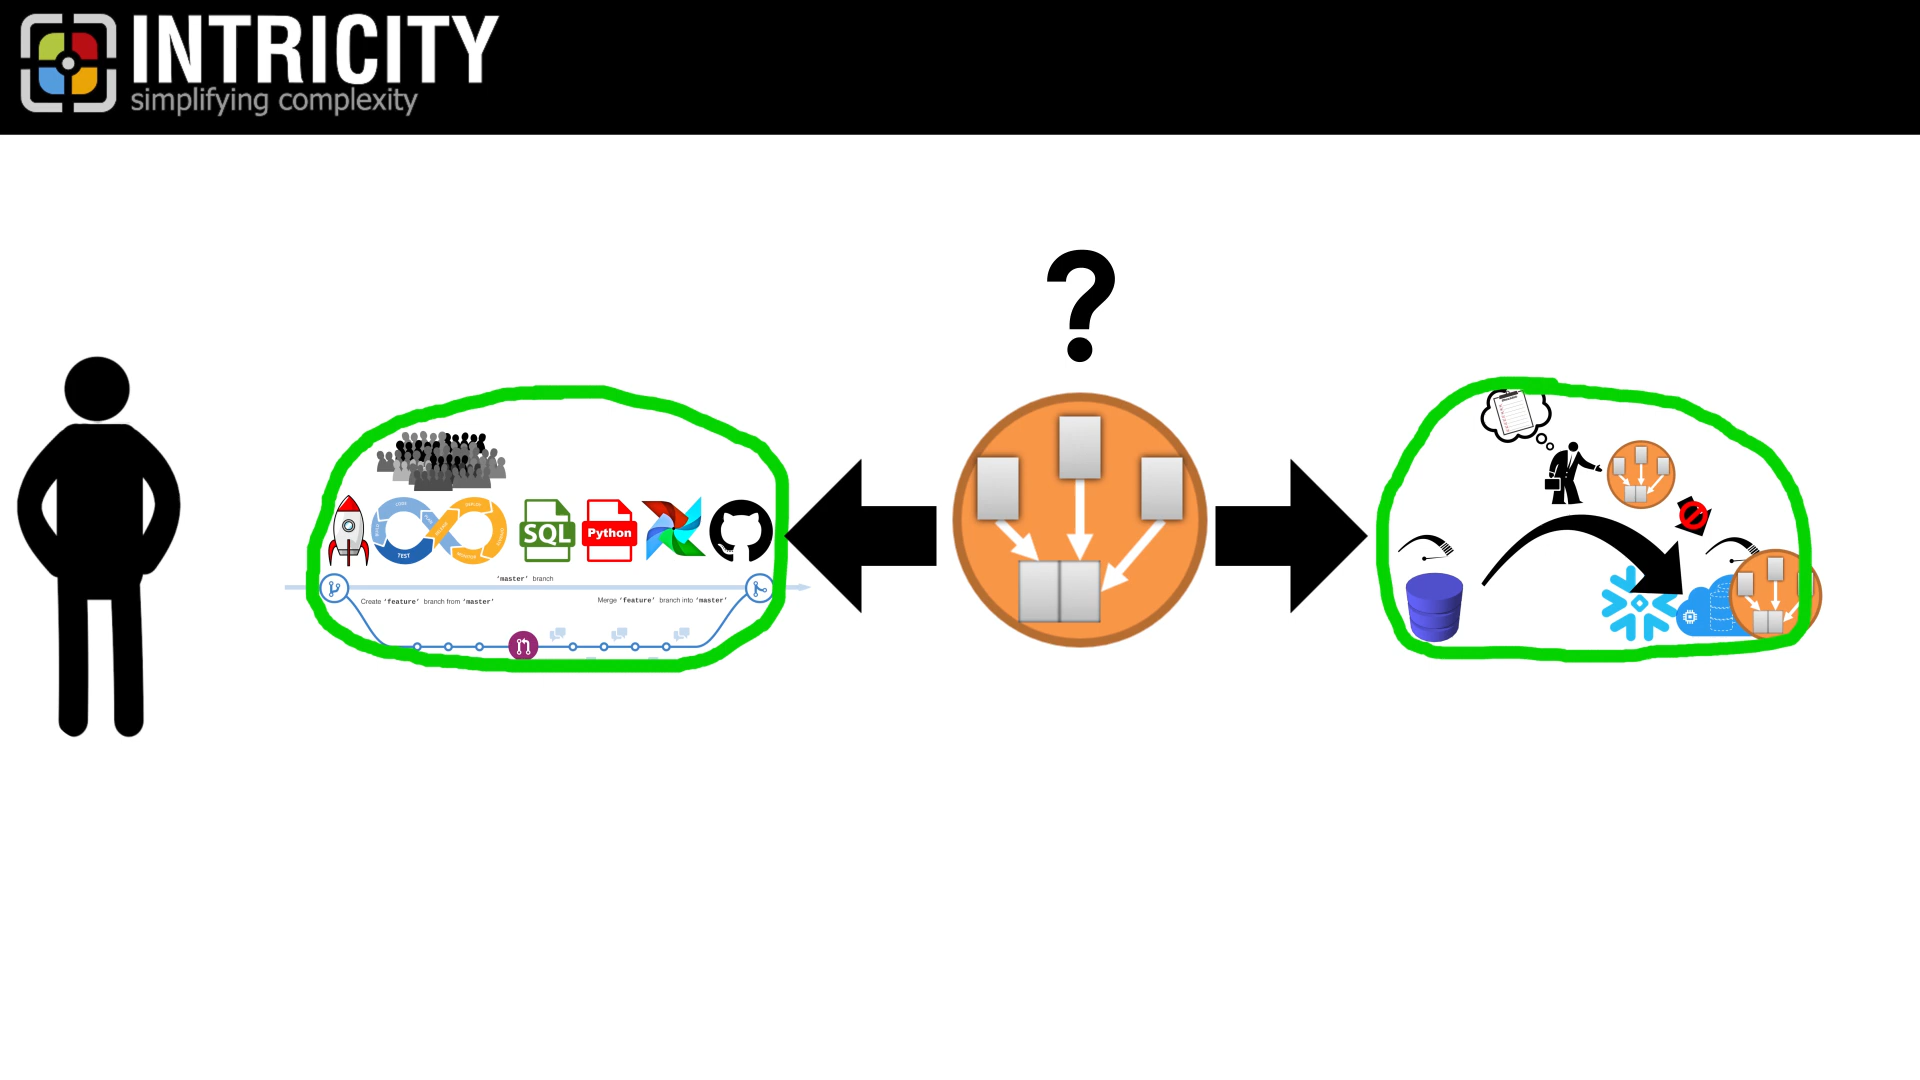 INTRICITY
simplifying complexity
?
TEST
SQL
Python
‘master’ branch
Create ‘feature’ branch from ‘master’
Merge ‘feature’ branch into ‘master’